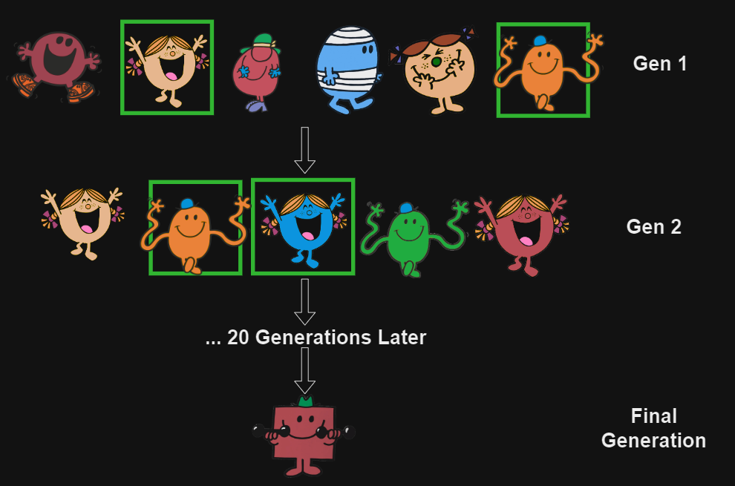 Gen 1
Gen 2
... 20 Generations Later
Final
Generation